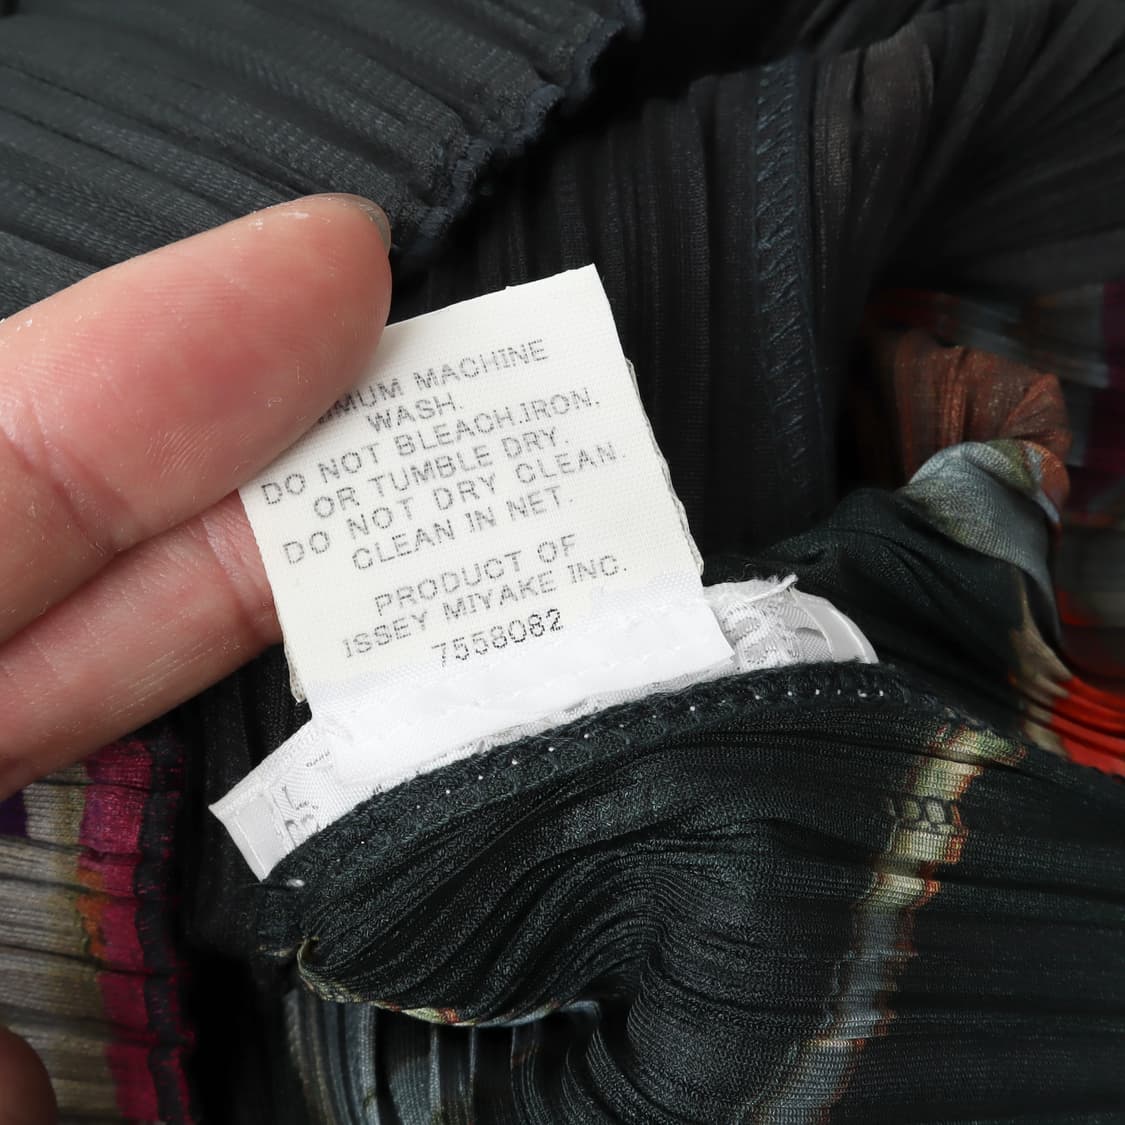 MACHINE
WASH.
DO NOT BLEACH.IRON.
OR TUMBLE DRY.
DO NOT DRY CLEAN.
CLEAN IN NET.
PRODUCT OF
ISSEY MIYAKE INC.
7558082